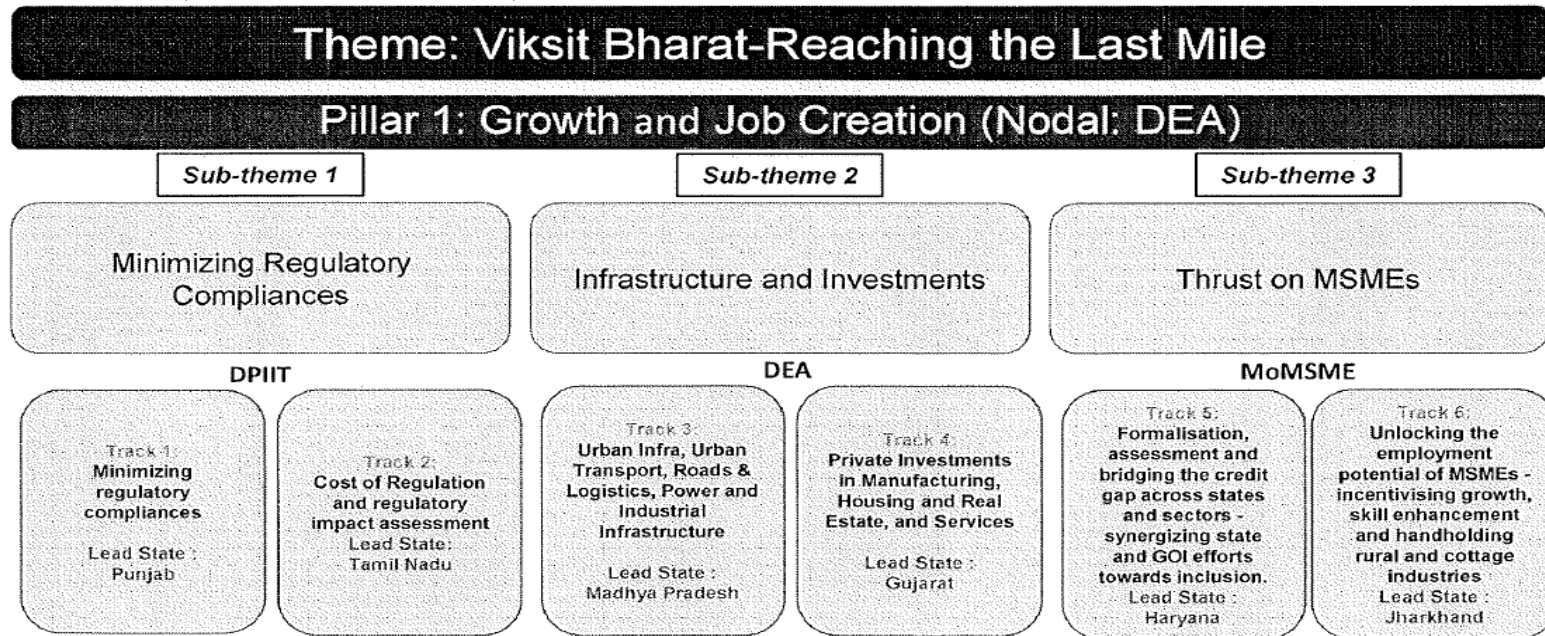 Theme: Viksit Bharat-Reaching the Last Mile
Pillar 1: Growth and Job Creation (Nodal: DEA)
Sub-theme 1
Minimizing Regulatory
Compliances
DPIIT
Track 1:
Minimizing
regulatory
compliances
Lead State :
Punjab
Track 2:
Cost of Regulation
and regulatory
impact assessment
Lead State:
Tamil Nadu
Sub-theme 2
Infrastructure and Investments
DEA
Track 3:
Urban Infra, Urban
Transport, Roads &
Logistics, Power and
Industrial
Infrastructure
Lead State :
Madhya Pradesh
Track 4:
Private Investments
in Manufacturing,
Housing and Real
Estate, and Services
Lead State :
Gujarat
Sub-theme 3
Thrust on MSMEs
MoMSME
Track 5:
Formalisation,
assessment and
bridging the credit
gap across states
and sectors -
synergizing state
and GOI efforts
towards inclusion.
Lead State :
Haryana
Track 6:
Unlocking the
employment
potential of MSMEs -
incentivising growth,
skill enhancement
and handholding
rural and cottage
industries
Lead State :
Jharkhand